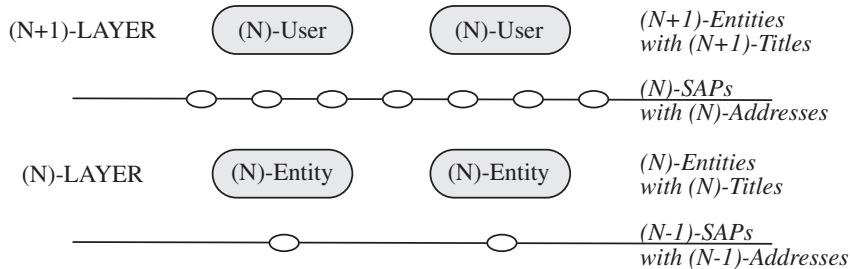 (N+1)-LAYER
(N)-User
(N)-User
(N+1)-Entities
with (N+1)-Titles
(N)-SAPs
with (N)-Addresses
(N)-LAYER
(N)-Entity
(N)-Entity
(N)-Entities
with (N)-Titles
(N-1)-SAPs
with (N-1)-Addresses